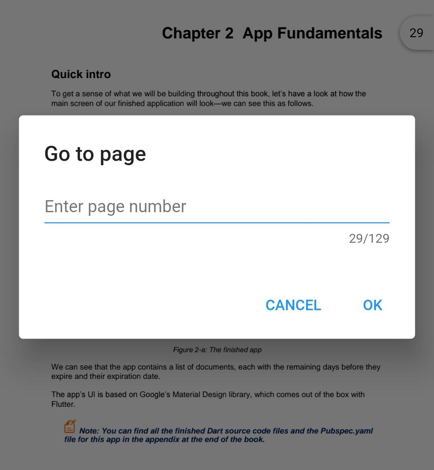 Chapter 2  App Fundamentals
29
Quick intro
To get a sense of what we will be building throughout this book, let's have a look at how the
main screen of our finished application will look—we can see this as follows.
Go to page
Enter page number
29/129
CANCEL
OK
Figure 2-a: The finished app
We can see that the app contains a list of documents, each with the remaining days before they
expire and their expiration date.
The app's UI is based on Google's Material Design library, which comes out of the box with
Flutter.
Note: You can find all the finished Dart source code files and the Pubspec.yaml
file for this app in the appendix at the end of the book.